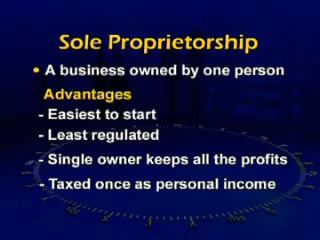 Sole Proprietorship
• A business owned by one person
Advantages
- Easiest to start
- Least regulated
- Single owner keeps all the profits
- Taxed once as personal income